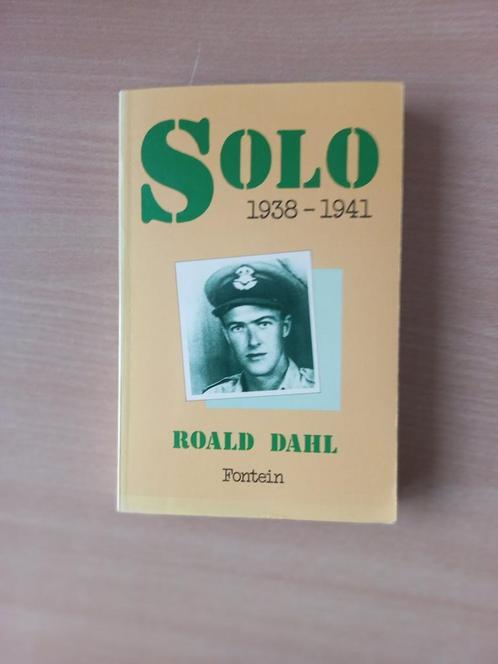 SOLO
1938-1941
ROALD DAHL
Fontein